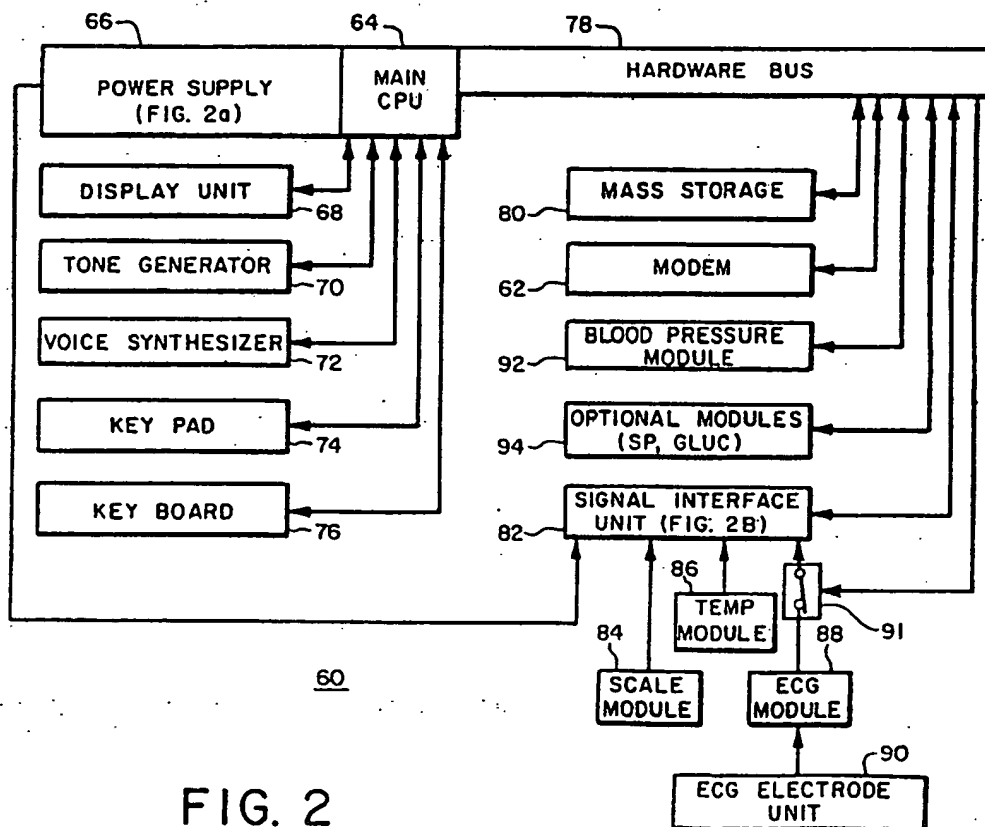 66
64
78
POWER SUPPLY
(FIG. 2a)
MAIN
CPU
HARDWARE BUS
DISPLAY UNIT
68
TONE GENERATOR
70
VOICE SYNTHESIZER
72
KEY PAD
74
KEY BOARD
76
MASS STORAGE
80
MODEM
62
BLOOD PRESSURE
MODULE
92
OPTIONAL MODULES
(SP, GLUC)
94
SIGNAL INTERFACE
UNIT (FIG. 2B)
82
86
TEMP
MODULE
91
84
SCALE
MODULE
88
ECG
MODULE
60
90
ECG ELECTRODE
UNIT
FIG. 2